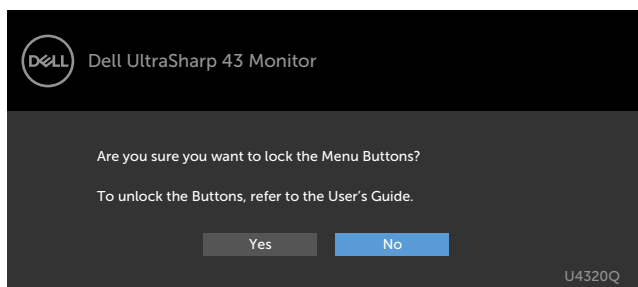 DELL Dell UltraSharp 43 Monitor
Are you sure you want to lock the Menu Buttons?
To unlock the Buttons, refer to the User's Guide.
Yes No
U4320Q